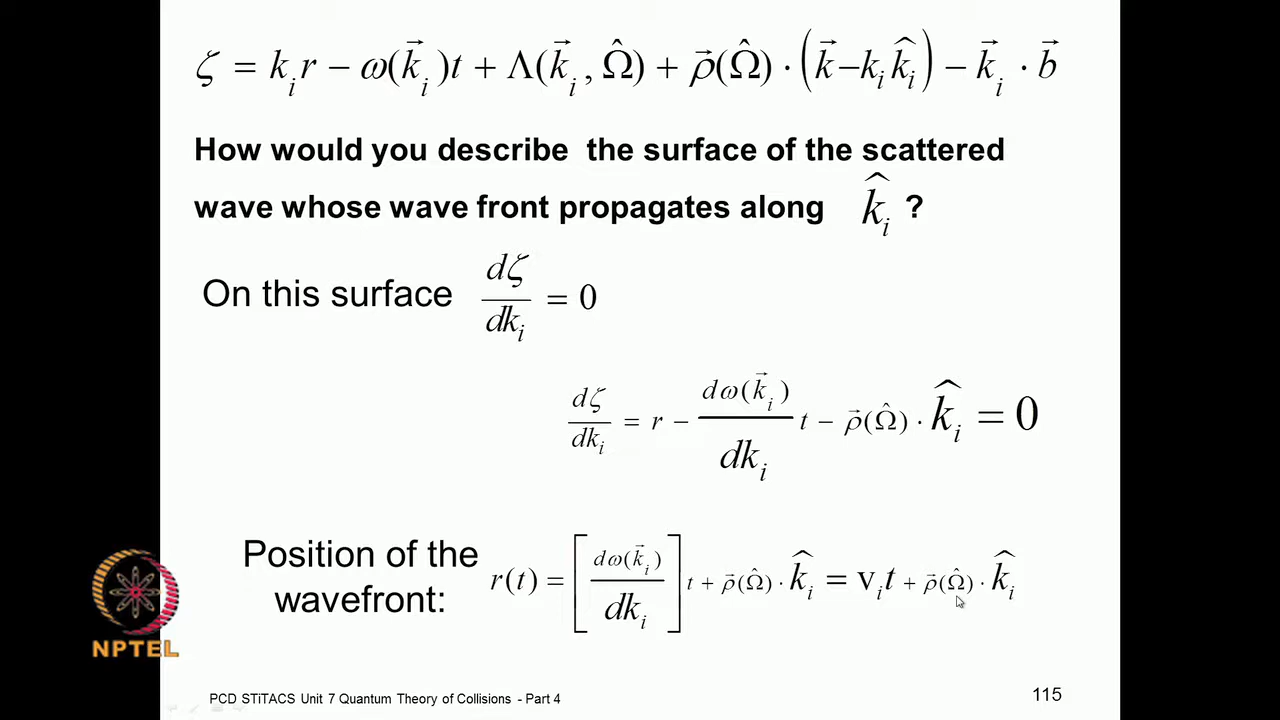 ζ = k_i r − ω(k⃗_i)t + Λ(k⃗_i, Ω̂) + ρ⃗(Ω̂) · (k⃗ − k_i k̂_i) − k⃗_i · b⃗
How would you describe the surface of the scattered
wave whose wave front propagates along k̂_i ?
On this surface dζ/dk_i = 0
dζ/dk_i = r − dω(k⃗_i)/dk_i t − ρ⃗(Ω̂) · k̂_i = 0
Position of the
wavefront: r(t) = [dω(k⃗_i)/dk_i] t + ρ⃗(Ω̂) · k̂_i = v_i t + ρ⃗(Ω̂) · k̂_i
NPTEL
PCD STiTACS Unit 7 Quantum Theory of Collisions - Part 4
115